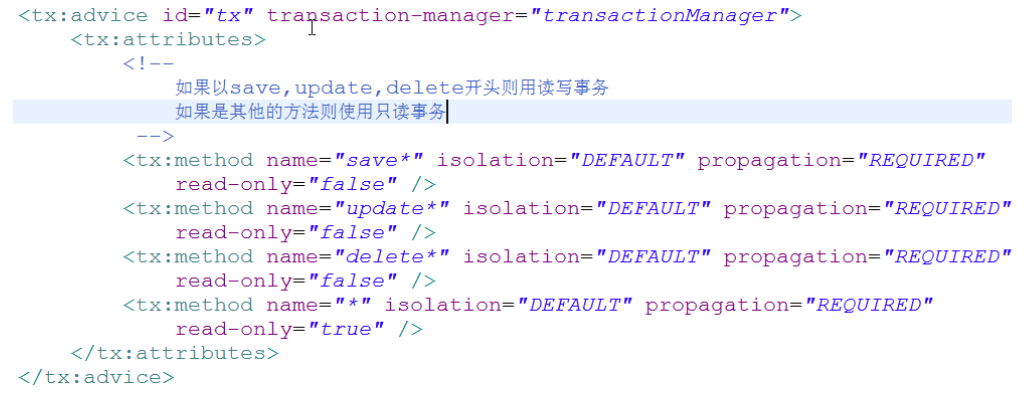 <tx:advice id="tx" transaction-manager="transactionManager">
<tx:attributes>
<!--
如果以save,update,delete开头则用读写事务
如果是其他的方法则使用只读事务
-->
<tx:method name="save*" isolation="DEFAULT" propagation="REQUIRED"
read-only="false" />
<tx:method name="update*" isolation="DEFAULT" propagation="REQUIRED"
read-only="false" />
<tx:method name="delete*" isolation="DEFAULT" propagation="REQUIRED"
read-only="false" />
<tx:method name="*" isolation="DEFAULT" propagation="REQUIRED"
read-only="true" />
</tx:attributes>
</tx:advice>